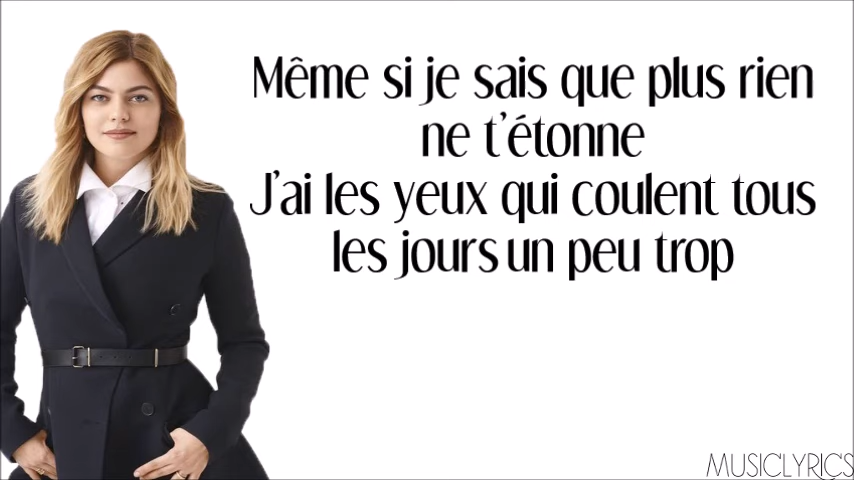 Même si je sais que plus rien
ne t'étonne
J'ai les yeux qui coulent tous
les jours un peu trop
MUSICLYRICS